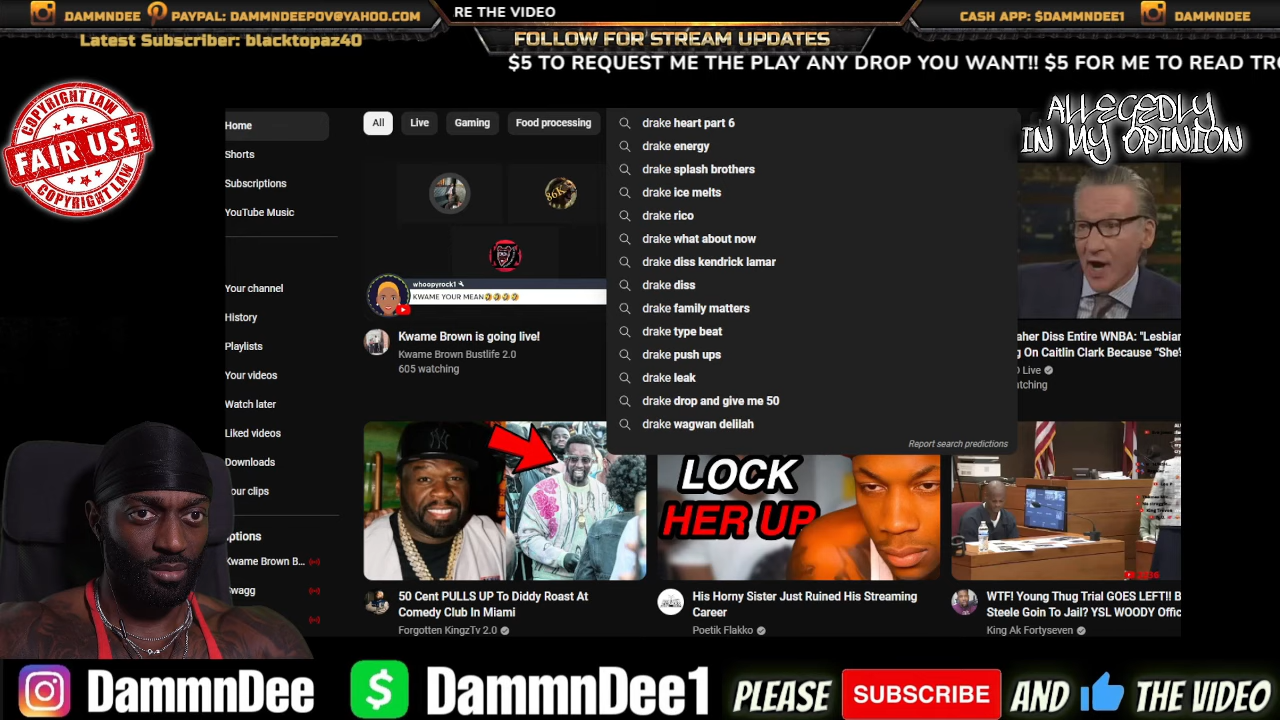 DAMMNDEE
PAYPAL: DAMMNDEEPOV@YAHOO.COM
RE THE VIDEO
CASH APP: $DAMMNDEE1
DAMMNDEE
Latest Subscriber: blacktopaz40
FOLLOW FOR STREAM UPDATES
$5 TO REQUEST ME THE PLAY ANY DROP YOU WANT!! $5 FOR ME TO READ TRO
COPYRIGHT LAW
FAIR USE
COPYRIGHT LAW
ALLEGEDLY
IN MY OPINION
Home
Shorts
Subscriptions
YouTube Music
Your channel
History
Playlists
Your videos
Watch later
Liked videos
Downloads
our clips
ptions
Kwame Brown B...
wagg
All
Live
Gaming
Food processing
86K
whoopyrock1
KWAME YOUR MEAN🤣🤣🤣🤣
Kwame Brown is going live!
Kwame Brown Bustlife 2.0
605 watching
drake heart part 6
drake energy
drake splash brothers
drake ice melts
drake rico
drake what about now
drake diss kendrick lamar
drake diss
drake family matters
drake type beat
drake push ups
drake leak
drake drop and give me 50
drake wagwan delilah
Report search predictions
aher Diss Entire WNBA: "Lesbiar
g On Caitlin Clark Because "She'
Live
tching
50 Cent PULLS UP To Diddy Roast At
Comedy Club In Miami
Forgotten KingzTv 2.0
LOCK
HER UP
His Horny Sister Just Ruined His Streaming
Career
Poetik Flakko
WTF! Young Thug Trial GOES LEFT!! B
Steele Goin To Jail? YSL WOODY Offic
King Ak Fortyseven
DammnDee
$
DammnDee1
PLEASE
SUBSCRIBE
AND
THE VIDEO